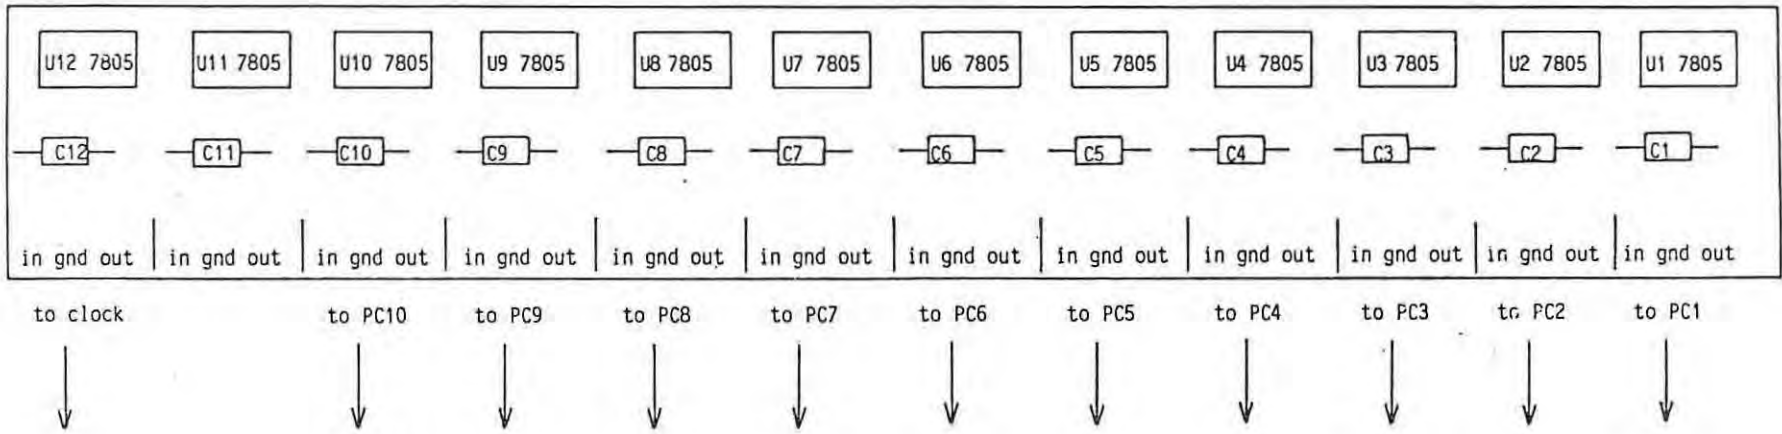 U12 7805 U11 7805 U10 7805 U9 7805 U8 7805 U7 7805 U6 7805 U5 7805 U4 7805 U3 7805 U2 7805 U1 7805
C12 C11 C10 C9 C8 C7 C6 C5 C4 C3 C2 C1
in gnd out in gnd out in gnd out in gnd out in gnd out in gnd out in gnd out in gnd out in gnd out in gnd out in gnd out in gnd out
to clock to PC10 to PC9 to PC8 to PC7 to PC6 to PC5 to PC4 to PC3 to PC2 to PC1